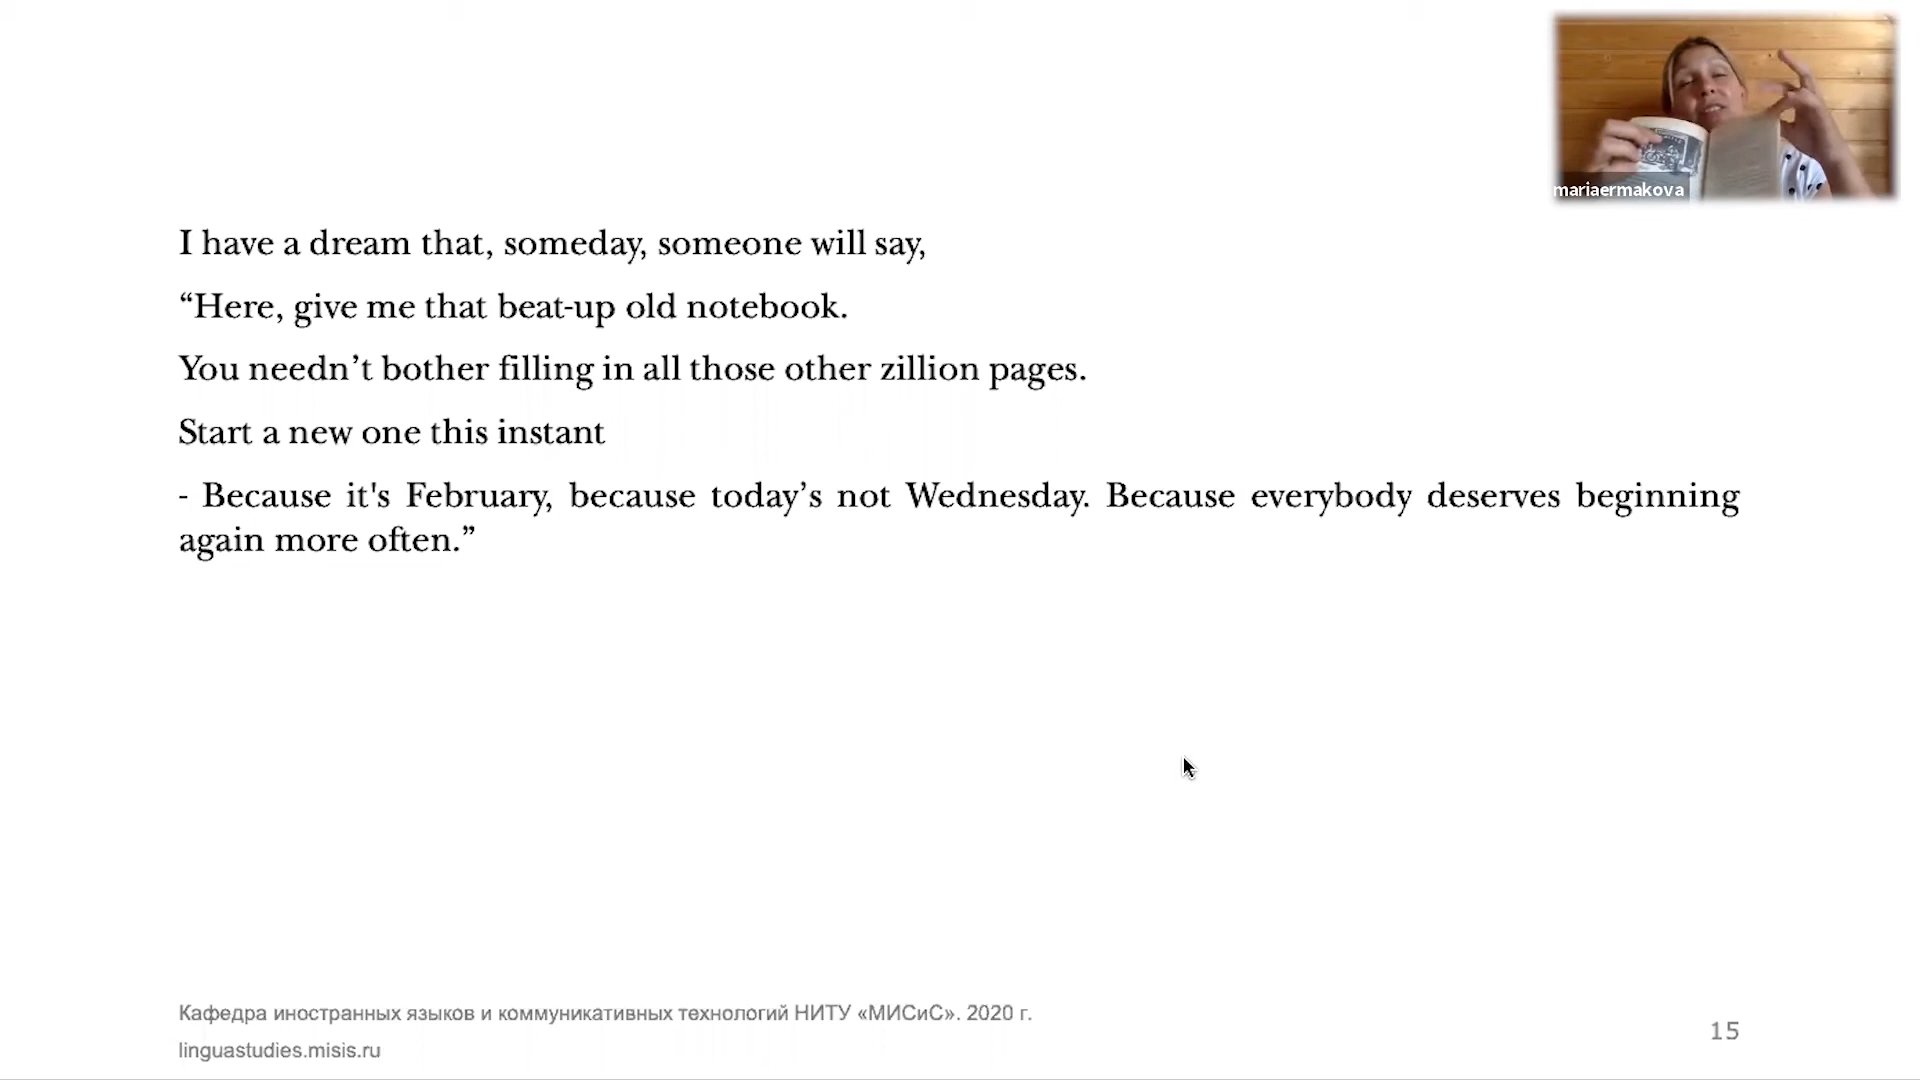 mariaermakova
I have a dream that, someday, someone will say,
“Here, give me that beat-up old notebook.
You needn’t bother filling in all those other zillion pages.
Start a new one this instant
- Because it's February, because today’s not Wednesday. Because everybody deserves beginning
again more often.”
Кафедра иностранных языков и коммуникативных технологий НИТУ «МИСиС». 2020 г.
linguastudies.misis.ru
15